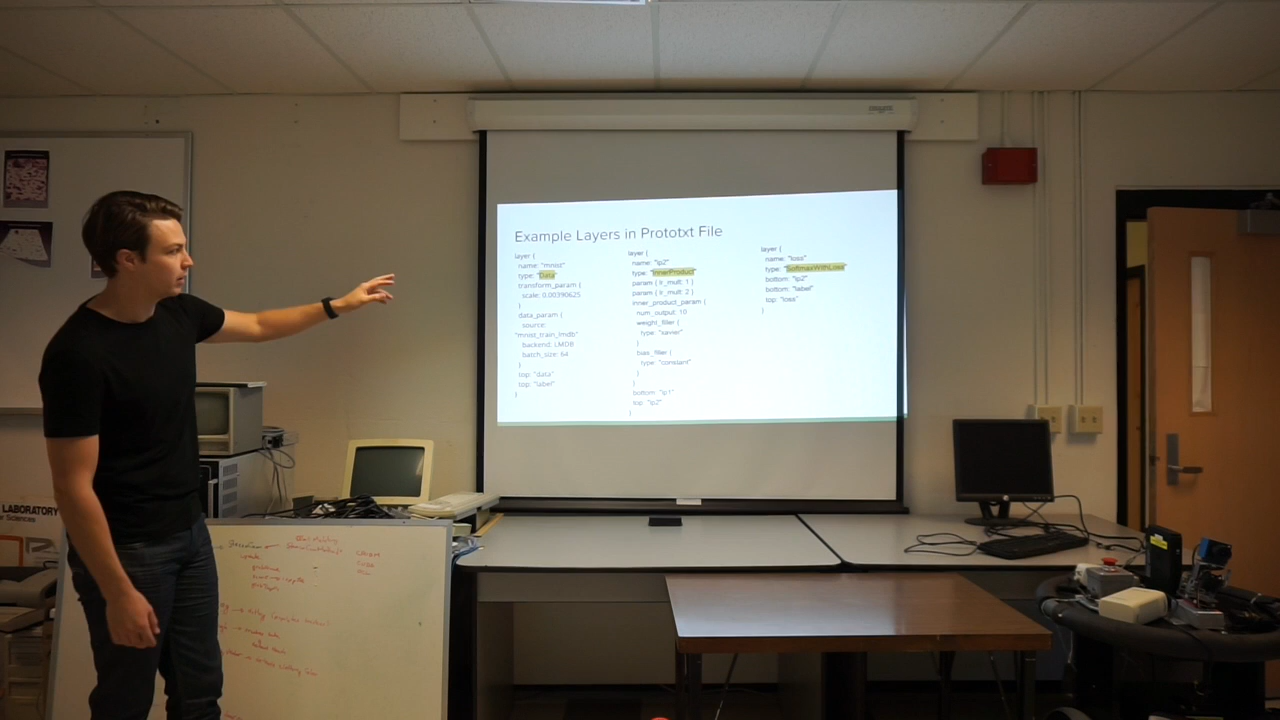 Example Layers in Prototxt File
layer {
name: "mnist"
type: "Data"
transform_param {
scale: 0.00390625
}
data_param {
source:
"mnist_train_lmdb"
backend: LMDB
batch_size: 64
}
top: "data"
top: "label"
}
layer {
name: "ip2"
type: "InnerProduct"
param { lr_mult: 1 }
param { lr_mult: 2 }
inner_product_param {
num_output: 10
weight_filler {
type: "xavier"
}
bias_filler {
type: "constant"
}
}
bottom: "ip1"
top: "ip2"
}
layer {
name: "loss"
type: "SoftmaxWithLoss"
bottom: "ip2"
bottom: "label"
top: "loss"
}
LABORATORY
Sciences